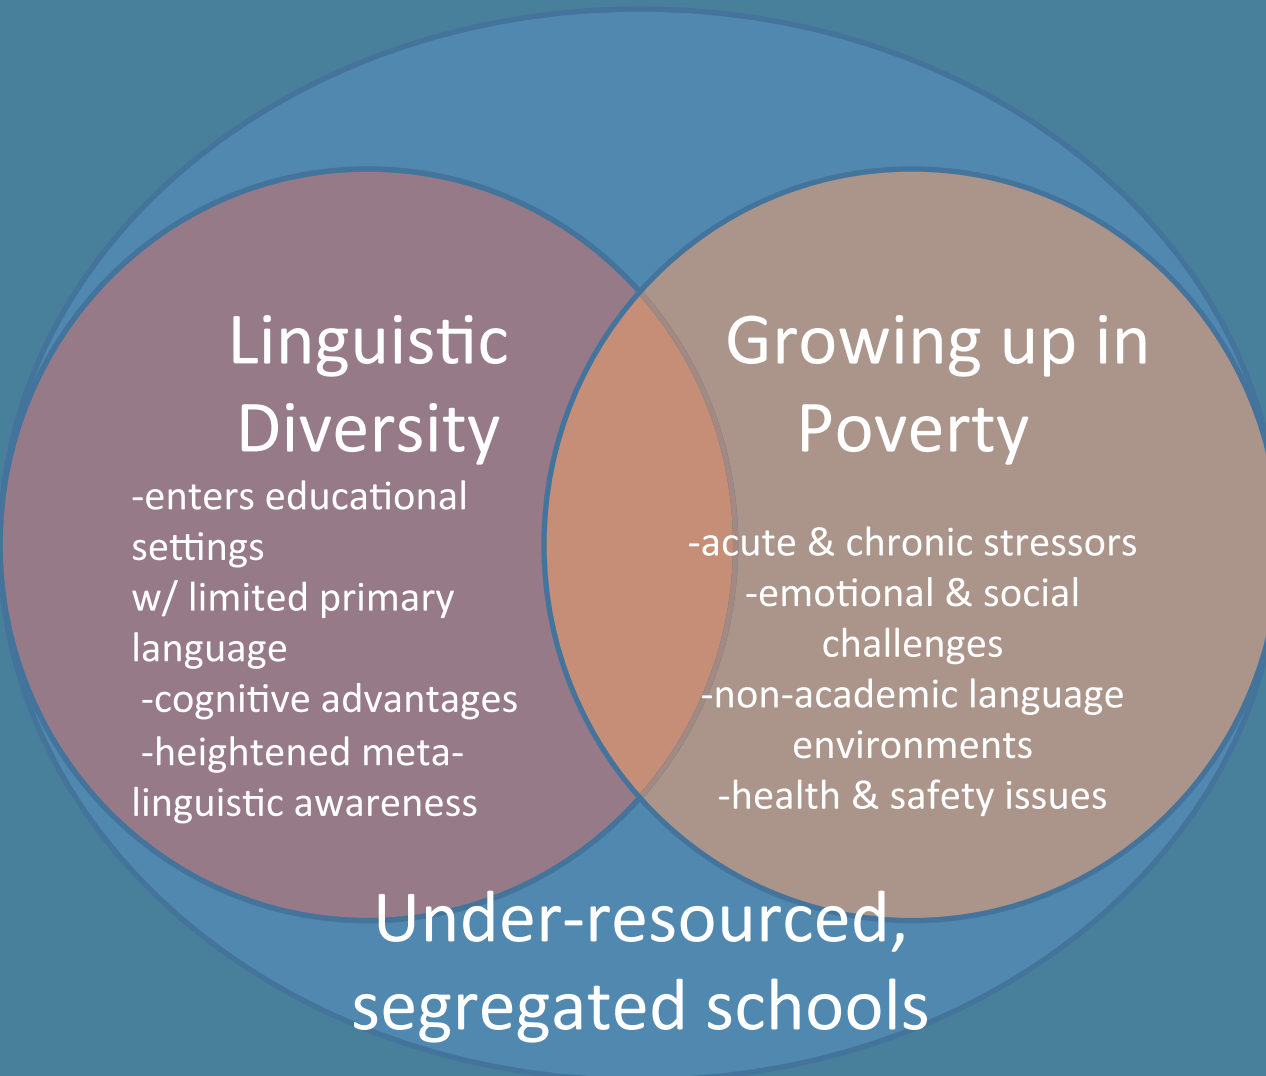 Linguistic
Diversity
-enters educational
settings
w/ limited primary
language
-cognitive advantages
-heightened meta-
linguistic awareness
Growing up in
Poverty
-acute & chronic stressors
-emotional & social
challenges
-non-academic language
environments
-health & safety issues
Under-resourced,
segregated schools